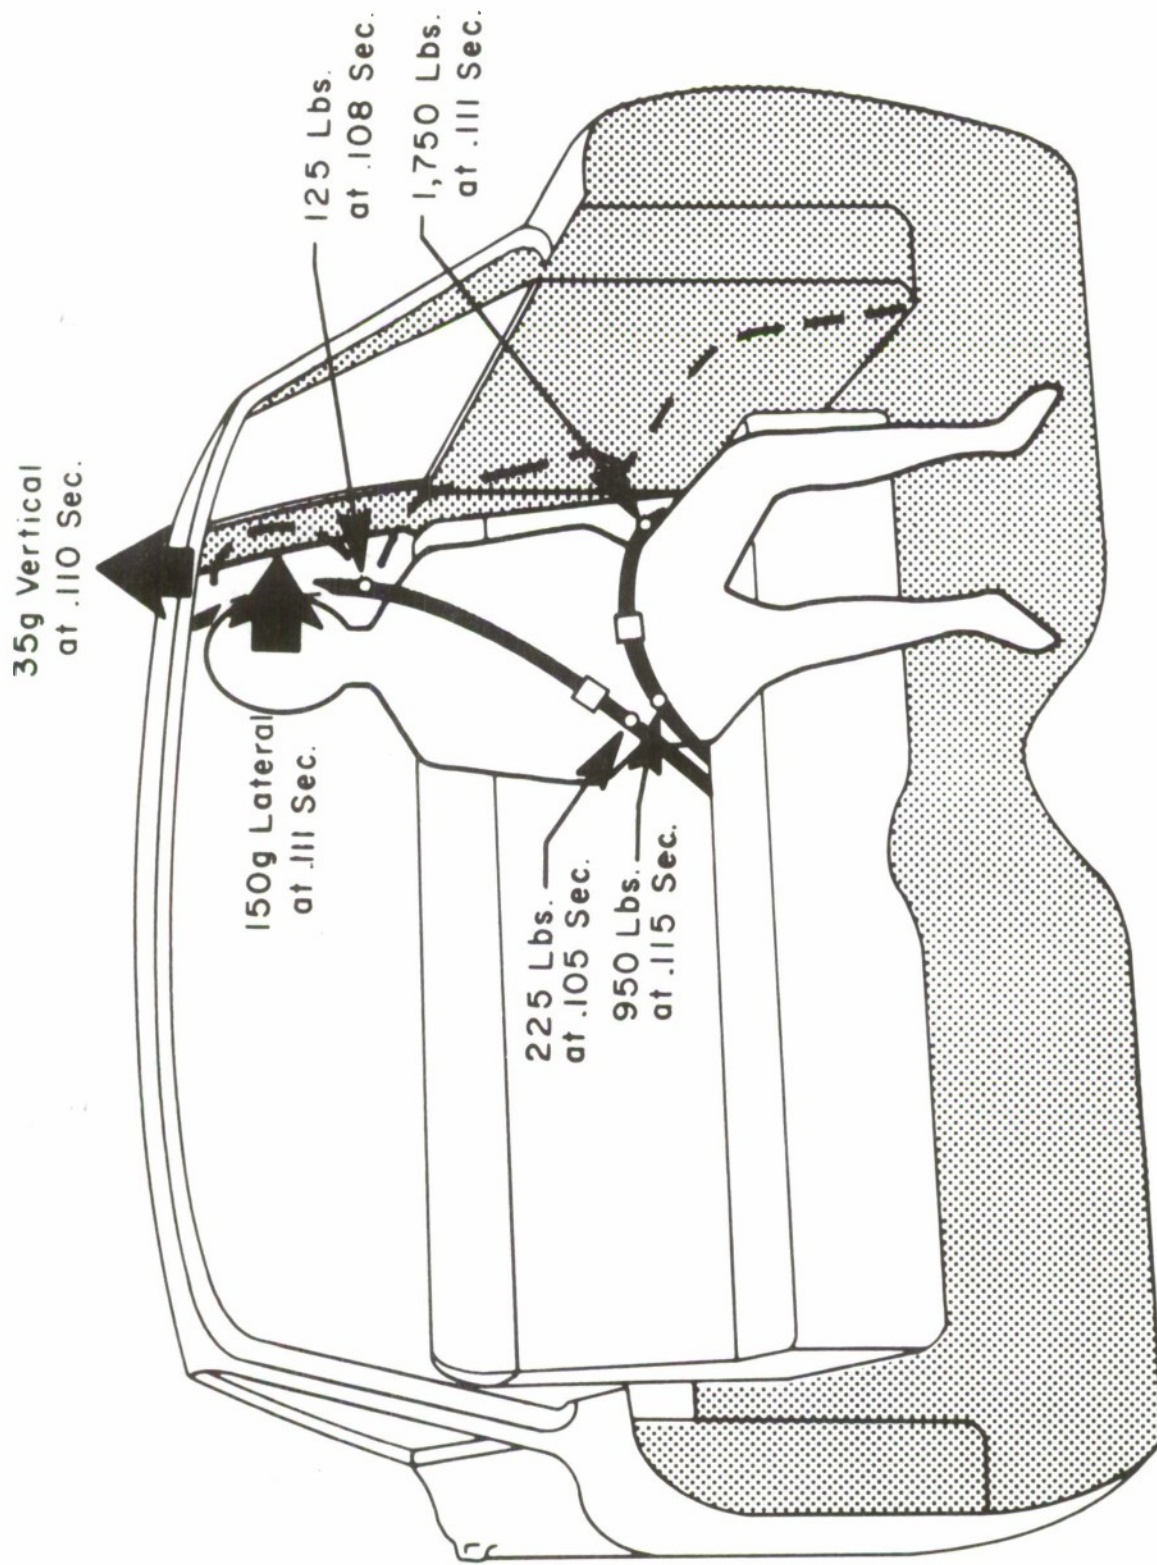 35g Vertical
at .110 Sec.
125 Lbs.
at .108 Sec.
1,750 Lbs.
at .111 Sec.
150g Lateral
at .111 Sec.
225 Lbs.
at .105 Sec.
950 Lbs.
at .115 Sec.